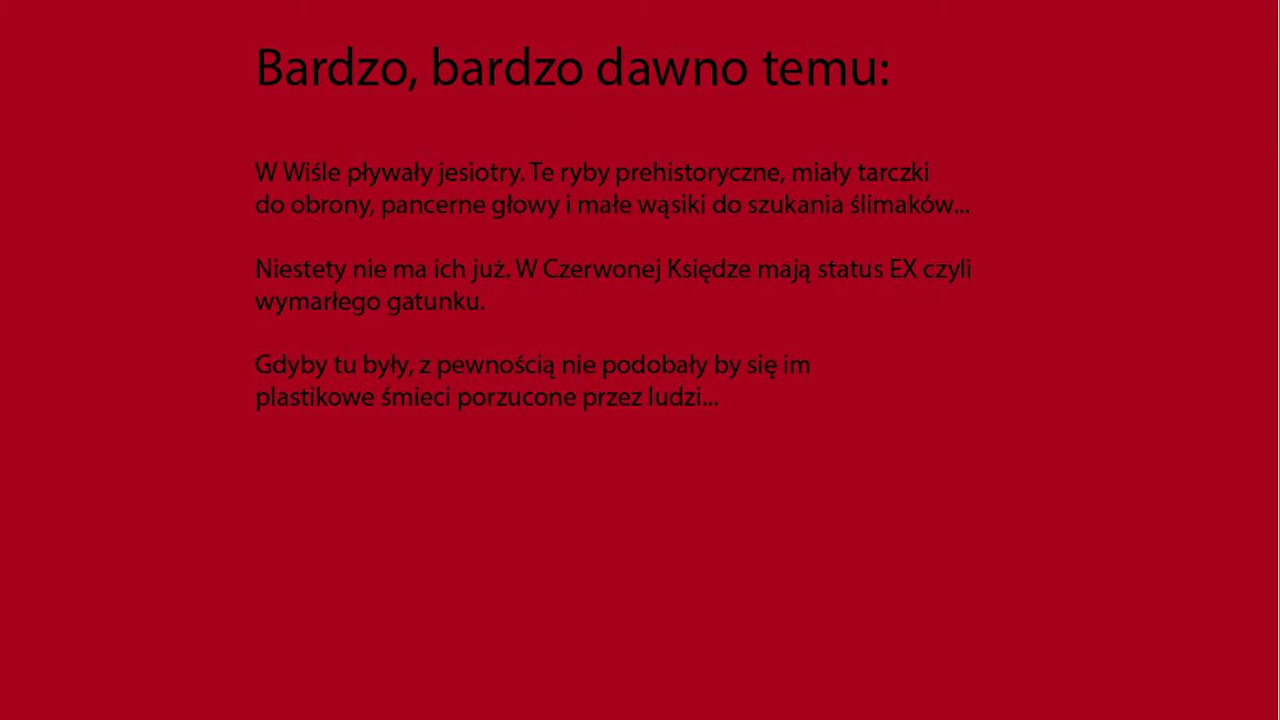 Bardzo, bardzo dawno temu:
W Wiśle pływały jesiotry. Te ryby prehistoryczne, miały tarczki
do obrony, pancerne głowy i małe wąsiki do szukania ślimaków...
Niestety nie ma ich już. W Czerwonej Księdze mają status EX czyli
wymarłego gatunku.
Gdyby tu były, z pewnością nie podobały by się im
plastikowe śmieci porzucone przez ludzi...